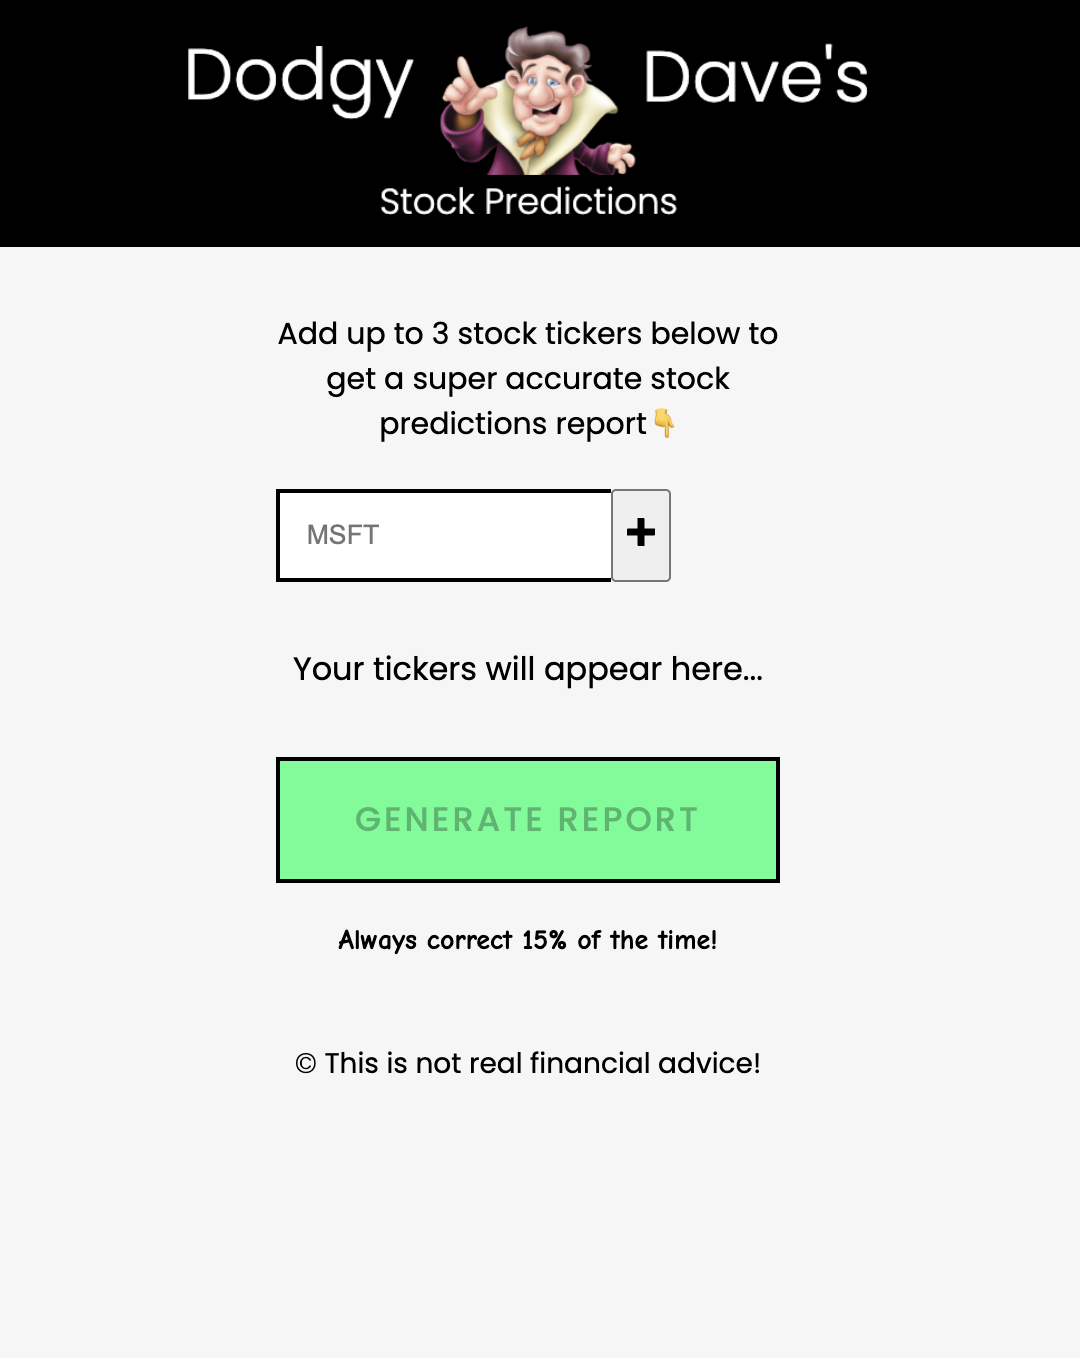 Dodgy Dave's
Stock Predictions
Add up to 3 stock tickers below to
get a super accurate stock
predictions report👇
MSFT
Your tickers will appear here...
GENERATE REPORT
Always correct 15% of the time!
© This is not real financial advice!